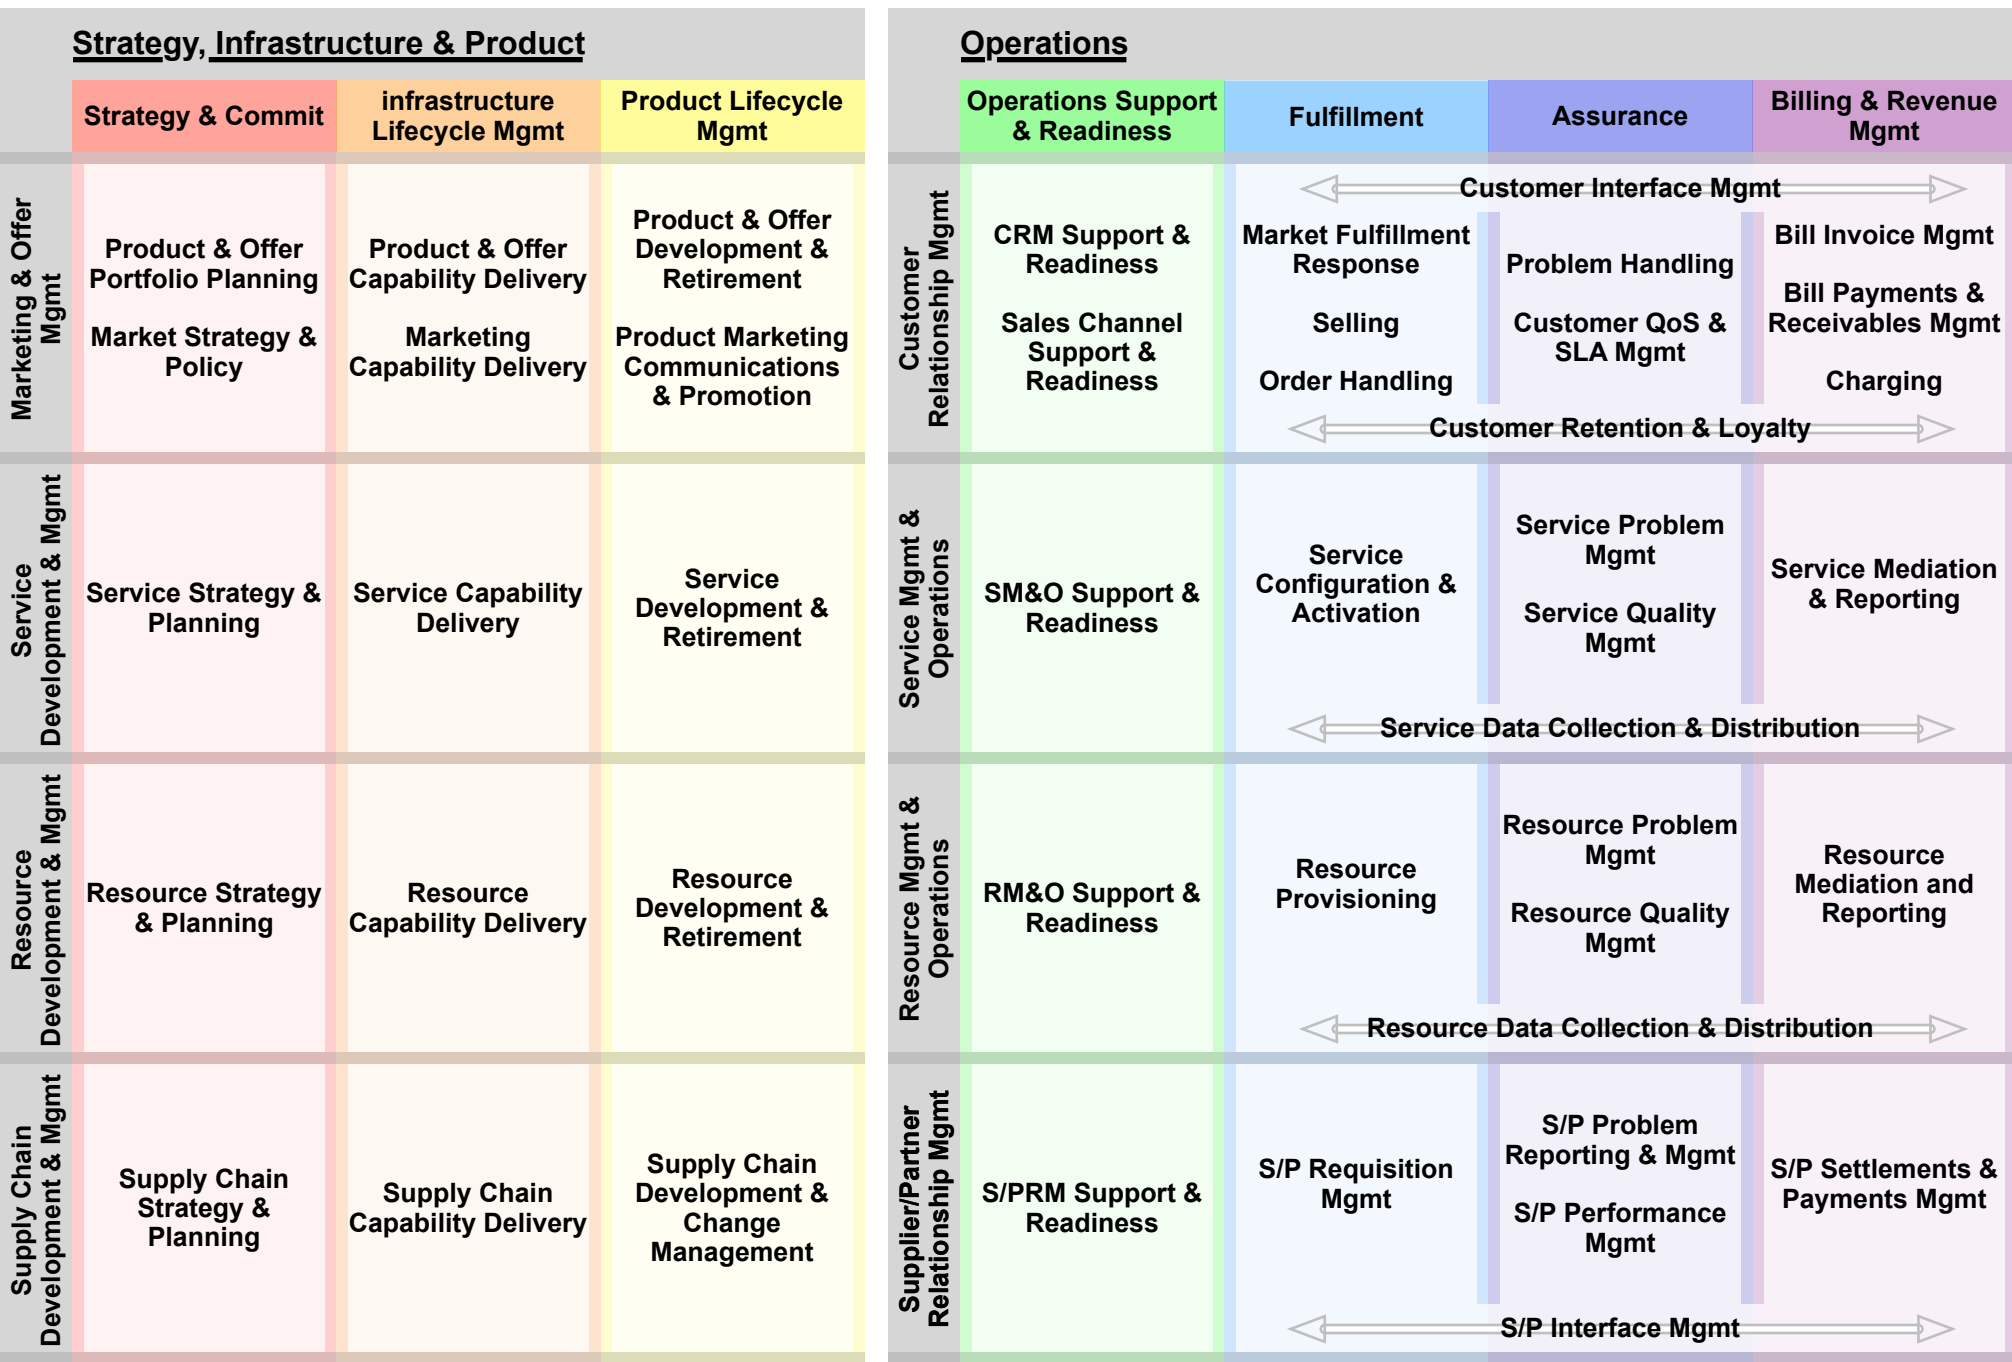 Strategy, Infrastructure & Product
Strategy & Commit
infrastructure
Lifecycle Mgmt
Product Lifecycle
Mgmt
Marketing & Offer
Mgmt
Product & Offer
Portfolio Planning
Market Strategy &
Policy
Product & Offer
Capability Delivery
Marketing
Capability Delivery
Product & Offer
Development &
Retirement
Product Marketing
Communications
& Promotion
Service
Development & Mgmt
Service Strategy &
Planning
Service Capability
Delivery
Service
Development &
Retirement
Resource
Development & Mgmt
Resource Strategy
& Planning
Resource
Capability Delivery
Resource
Development &
Retirement
Supply Chain
Development & Mgmt
Supply Chain
Strategy &
Planning
Supply Chain
Capability Delivery
Supply Chain
Development &
Change
Management
Operations
Operations Support
& Readiness
Fulfillment
Assurance
Billing & Revenue
Mgmt
Customer
Relationship Mgmt
Customer Interface Mgmt
CRM Support &
Readiness
Sales Channel
Support &
Readiness
Market Fulfillment
Response
Selling
Order Handling
Problem Handling
Customer QoS &
SLA Mgmt
Bill Invoice Mgmt
Bill Payments &
Receivables Mgmt
Charging
Customer Retention & Loyalty
Service Mgmt &
Operations
SM&O Support &
Readiness
Service
Configuration &
Activation
Service Problem
Mgmt
Service Quality
Mgmt
Service Mediation
& Reporting
Service Data Collection & Distribution
Resource Mgmt &
Operations
RM&O Support &
Readiness
Resource
Provisioning
Resource Problem
Mgmt
Resource Quality
Mgmt
Resource
Mediation and
Reporting
Resource Data Collection & Distribution
Supplier/Partner
Relationship Mgmt
S/PRM Support &
Readiness
S/P Requisition
Mgmt
S/P Problem
Reporting & Mgmt
S/P Performance
Mgmt
S/P Settlements &
Payments Mgmt
S/P Interface Mgmt